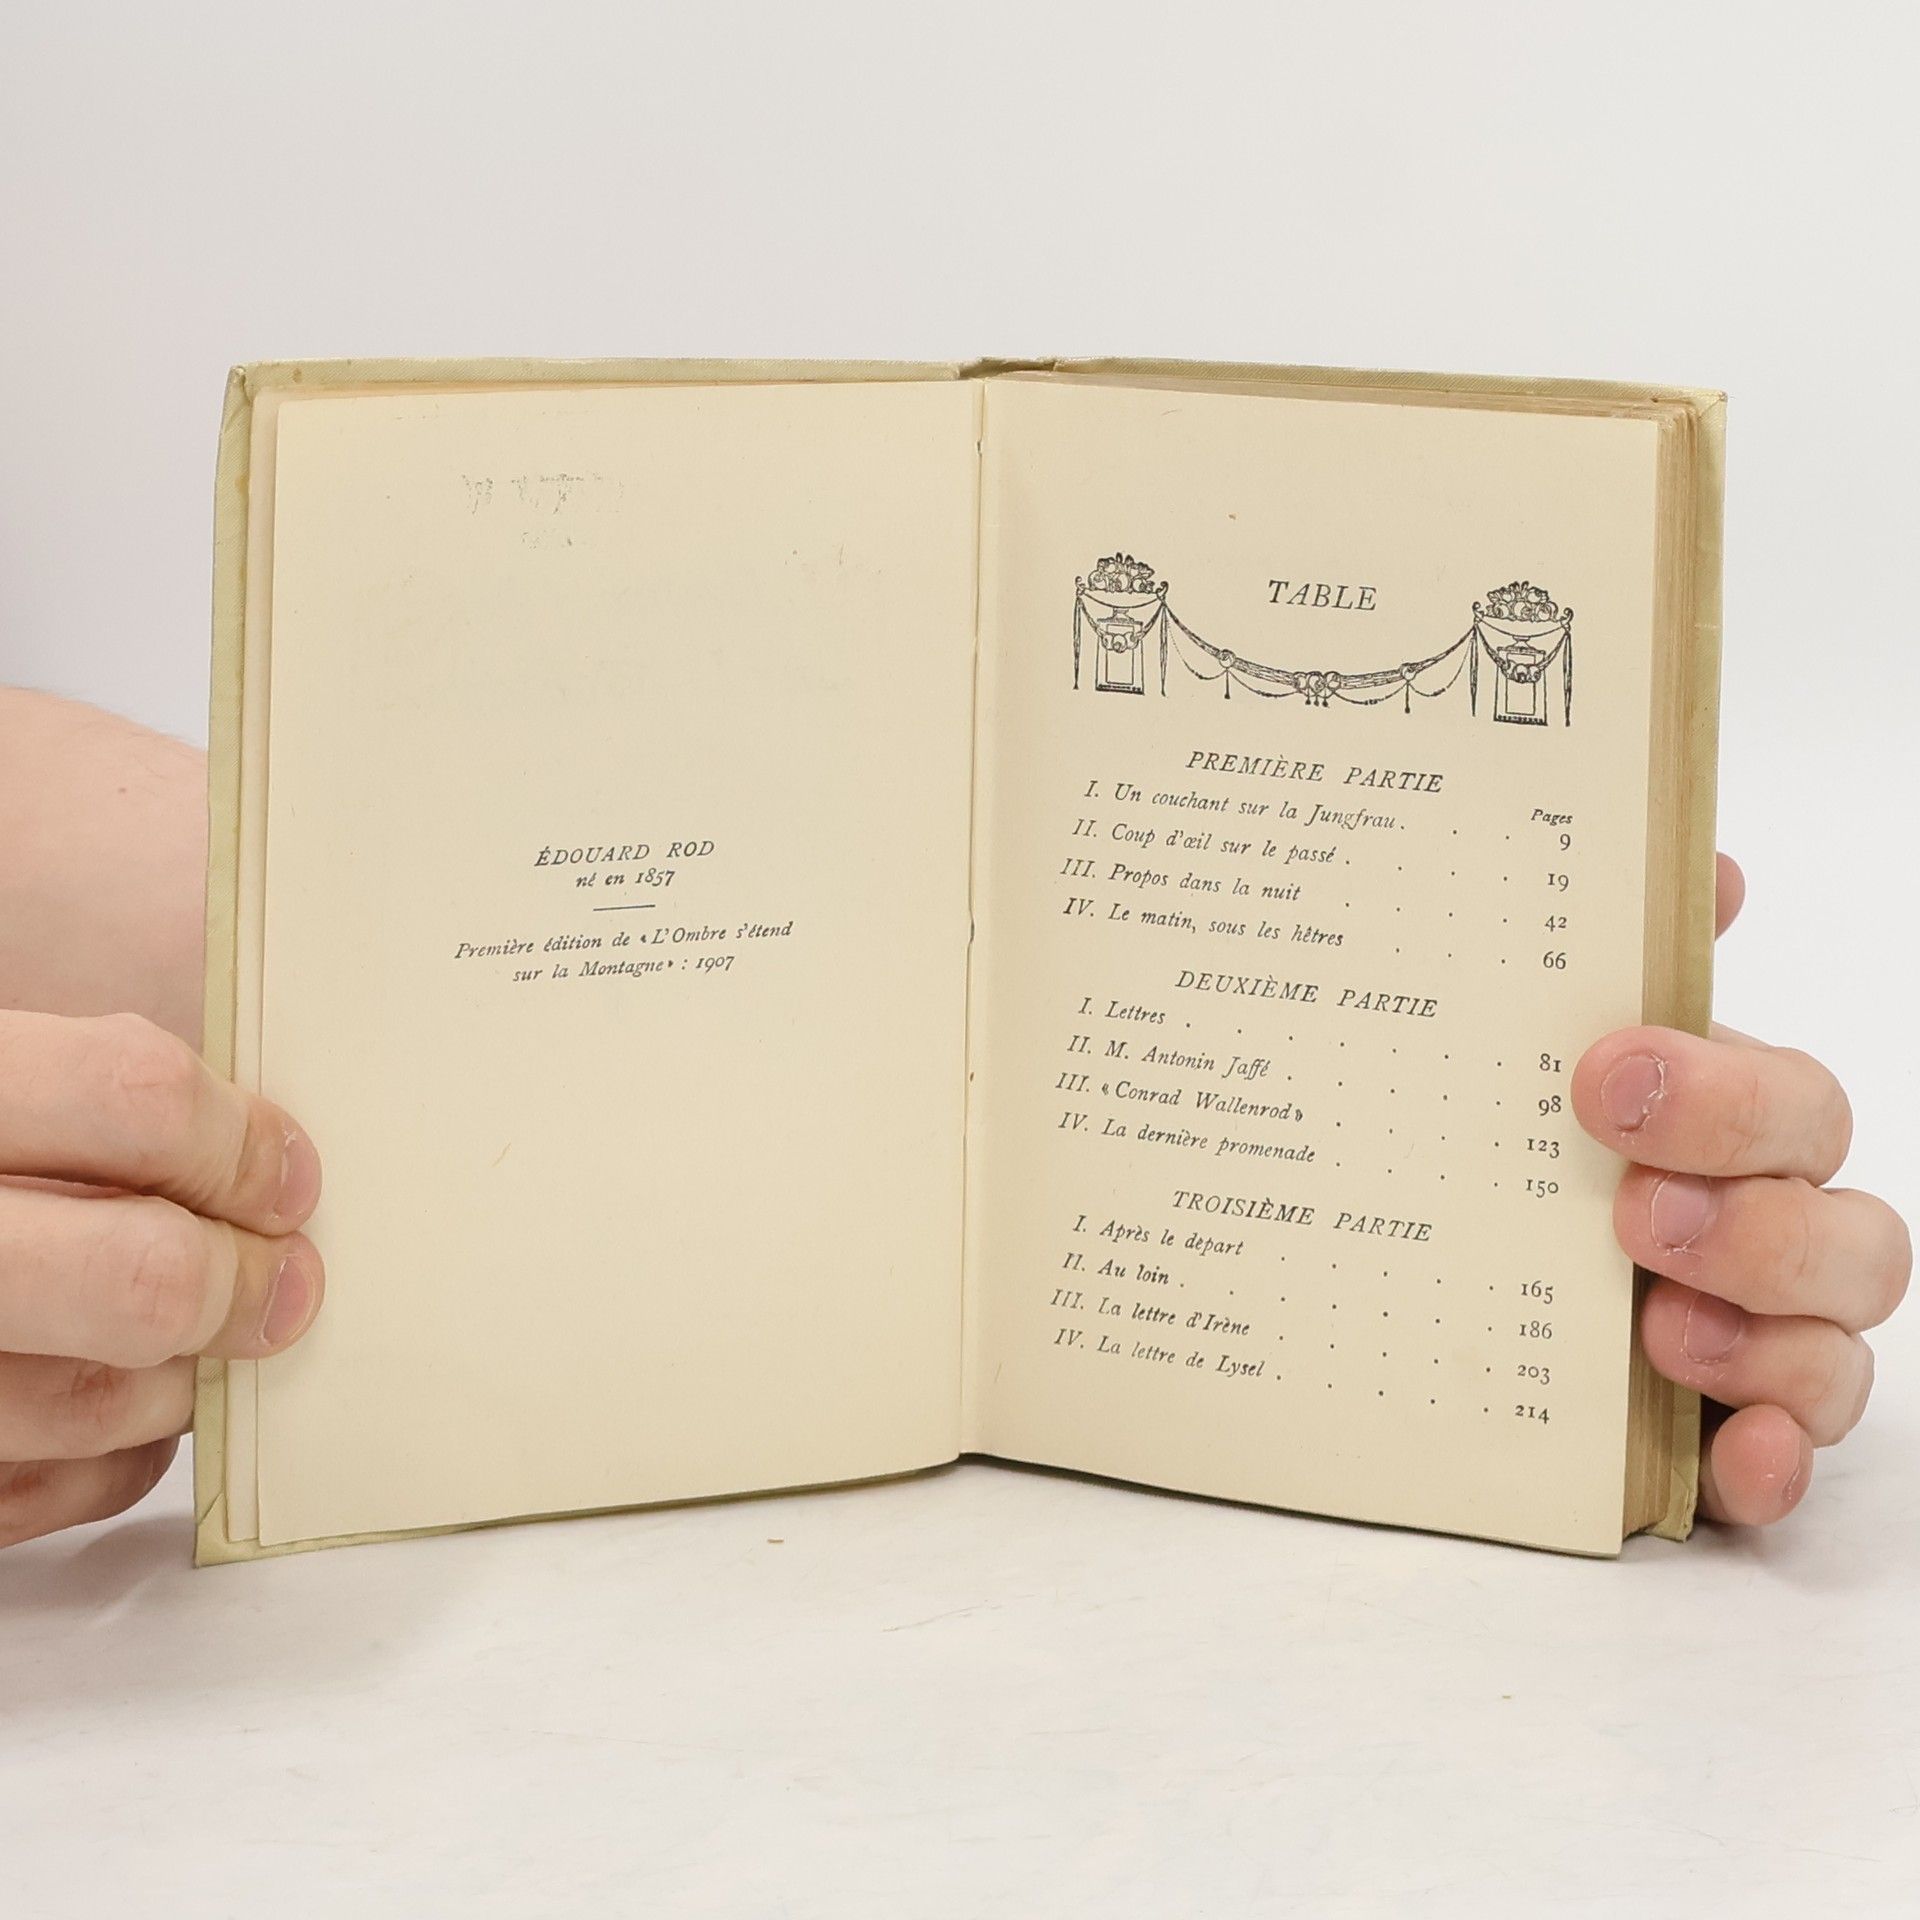 ÉDOUARD ROD
né en 1857
Première édition de « L'Ombre s'étend
sur la Montagne » : 1907
TABLE
PREMIÈRE PARTIE
Pages
I. Un couchant sur la Jungfrau . . . 9
II. Coup d'œil sur le passé . . . . 19
III. Propos dans la nuit . . . . 42
IV. Le matin, sous les hêtres . . . 66
DEUXIÈME PARTIE
I. Lettres . . . . . . . 81
II. M. Antonin Jaffé . . . . . 98
III. « Conrad Wallenrod » . . . . 123
IV. La dernière promenade . . . . 150
TROISIÈME PARTIE
I. Après le départ . . . . . 165
II. Au loin . . . . . . . 186
III. La lettre d'Irène . . . . . 203
IV. La lettre de Lysel . . . . . 214